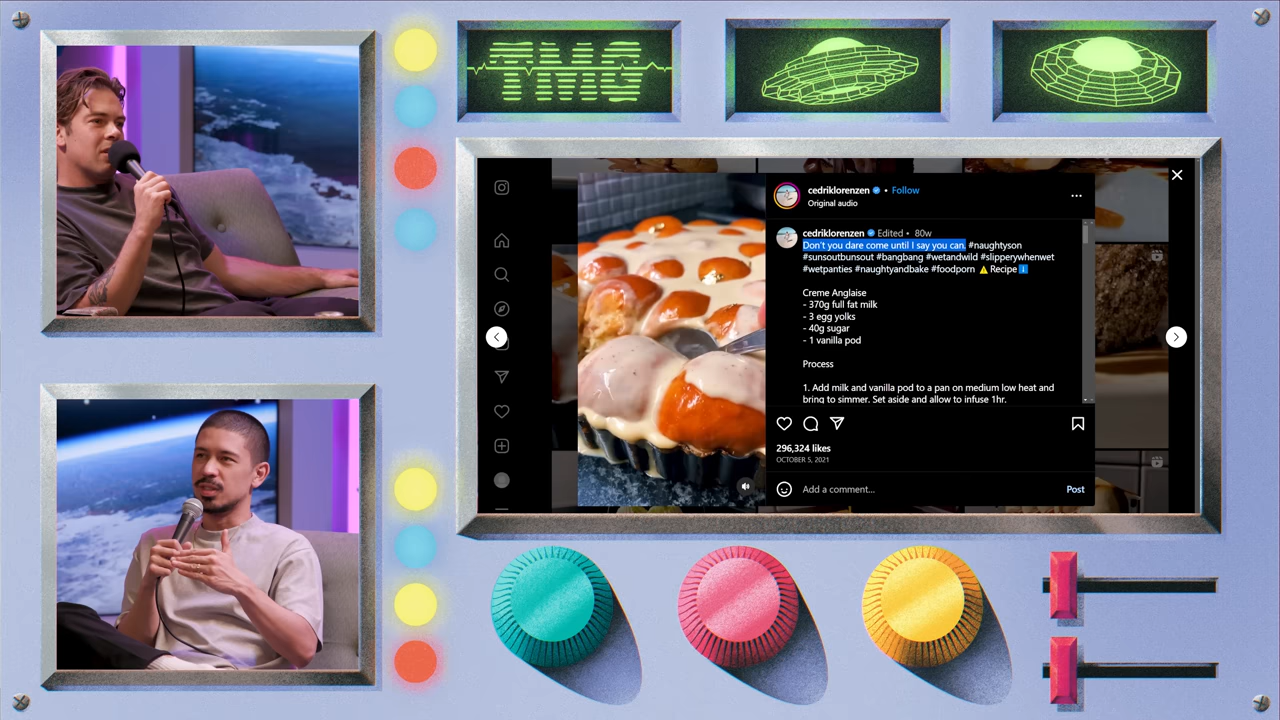 TMG
cedriklorenzen • Follow
Original audio
cedriklorenzen Edited • 80w
Don't you dare come until I say you can. #naughtyson
#sunsoutbunsout #bangbang #wetandwild #slipperywhenwet
#wetpanties #naughtyandbake #foodporn ⚠️Recipe⬇️
Creme Anglaise
- 370g full fat milk
- 3 egg yolks
- 40g sugar
- 1 vanilla pod
Process
1. Add milk and vanilla pod to a pan on medium low heat and
bring to simmer. Set aside and allow to infuse 1hr.
296,324 likes
OCTOBER 5, 2021
Add a comment...
Post